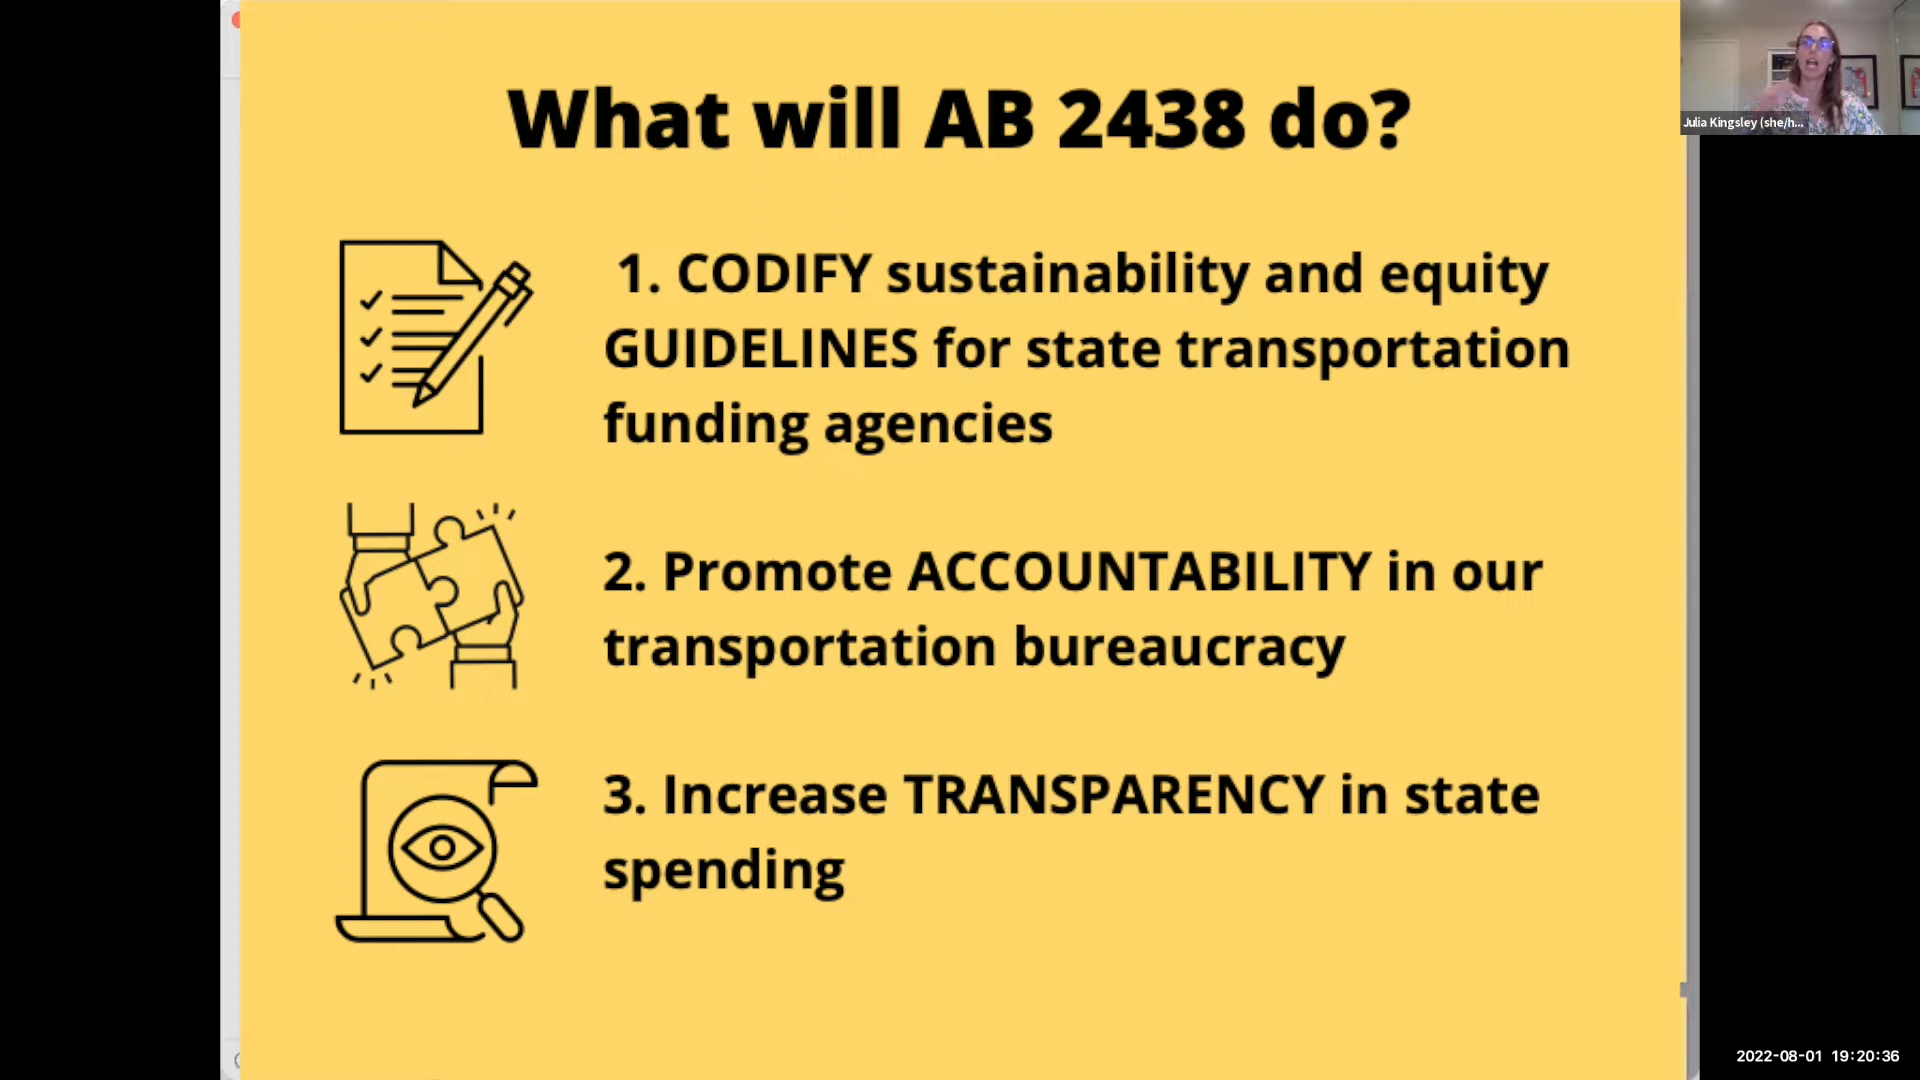 What will AB 2438 do?
Julia Kingsley (she/h...
1. CODIFY sustainability and equity
GUIDELINES for state transportation
funding agencies
2. Promote ACCOUNTABILITY in our
transportation bureaucracy
3. Increase TRANSPARENCY in state
spending
2022-08-01 19:20:36